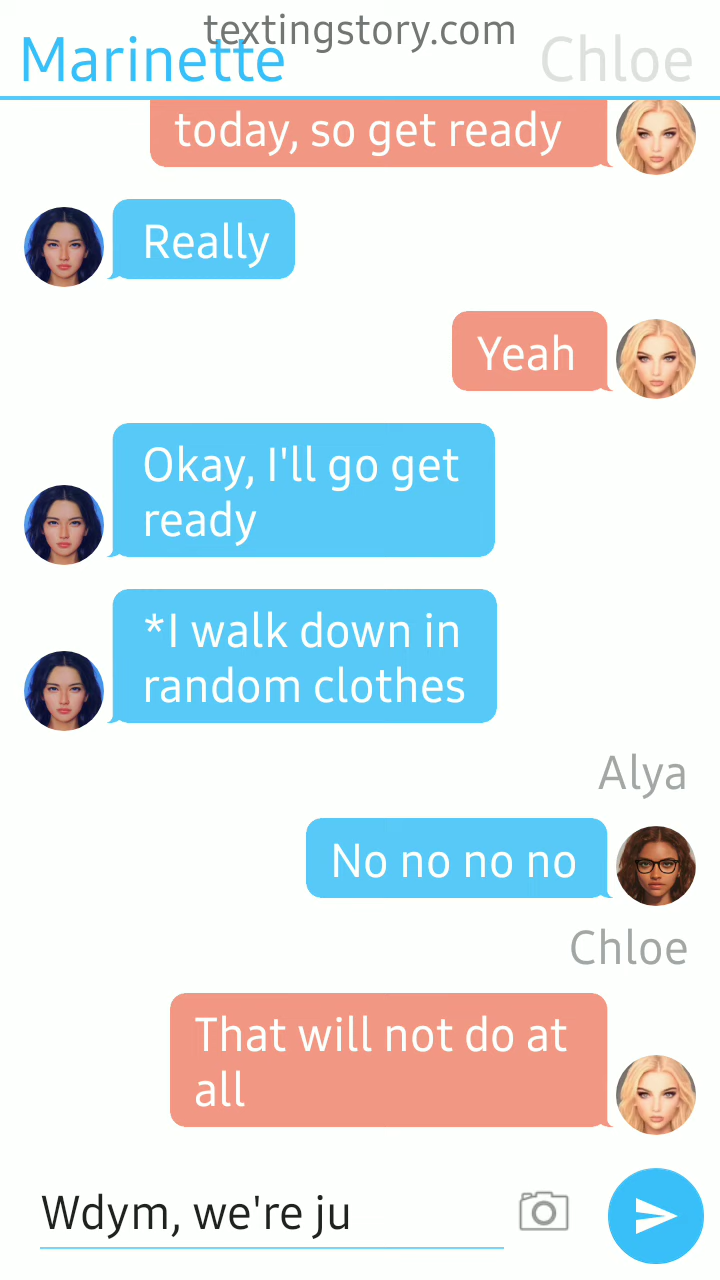 textingstory.com
Marinette
Chloe
today, so get ready
Really
Yeah
Okay, I'll go get
ready
*I walk down in
random clothes
Alya
No no no no
Chloe
That will not do at
all
Wdym, we're ju